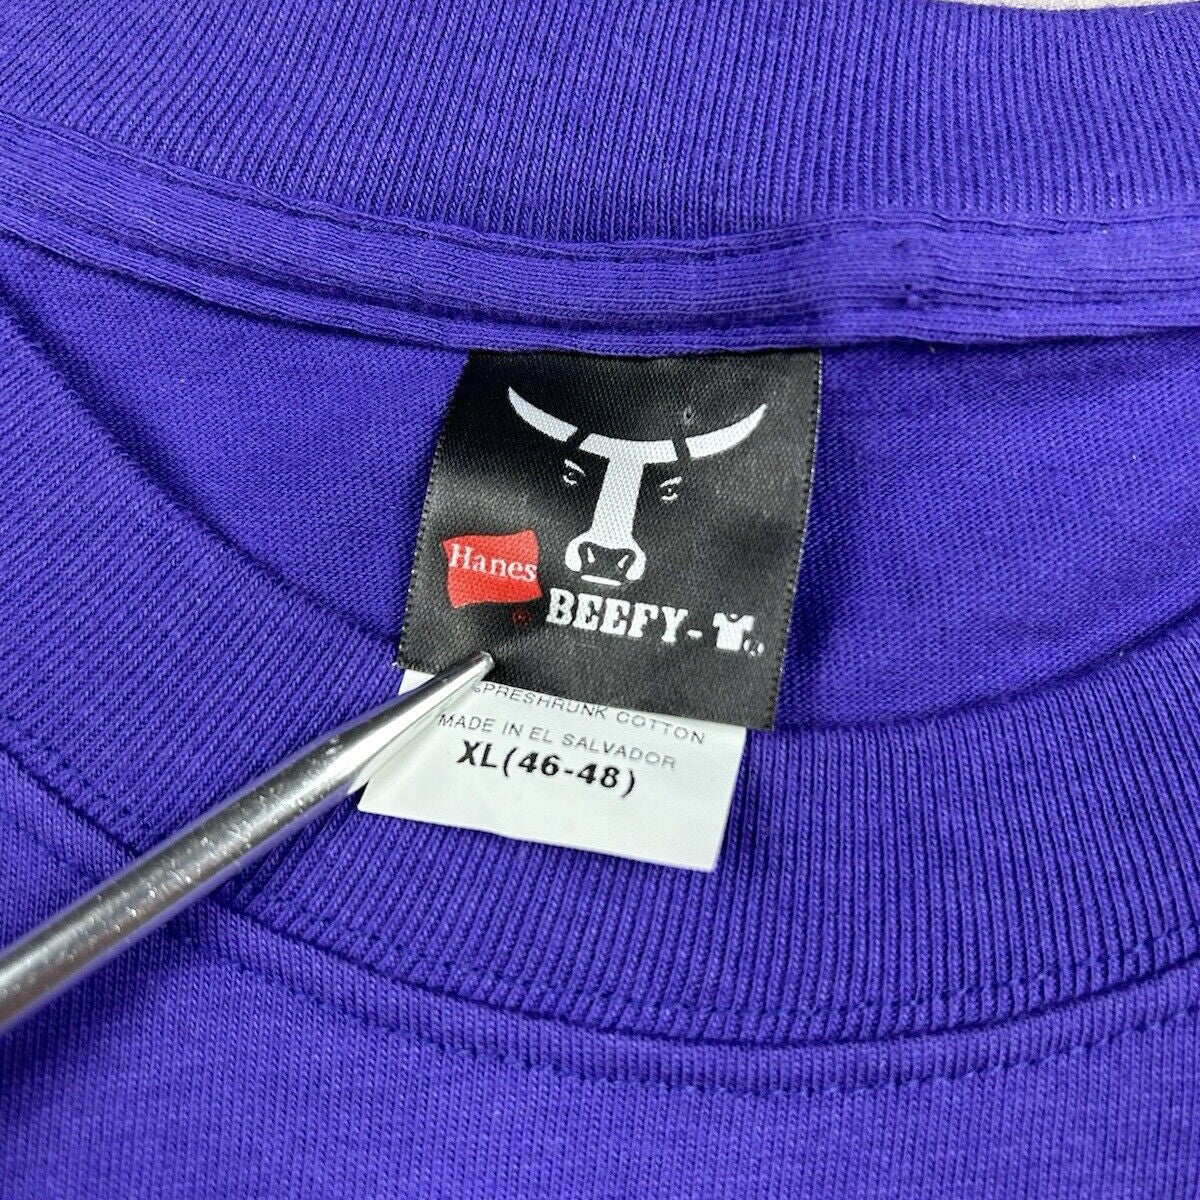 Hanes
®
BEEFY-T®
PRESHRUNK COTTON
MADE IN EL SALVADOR
XL(46-48)